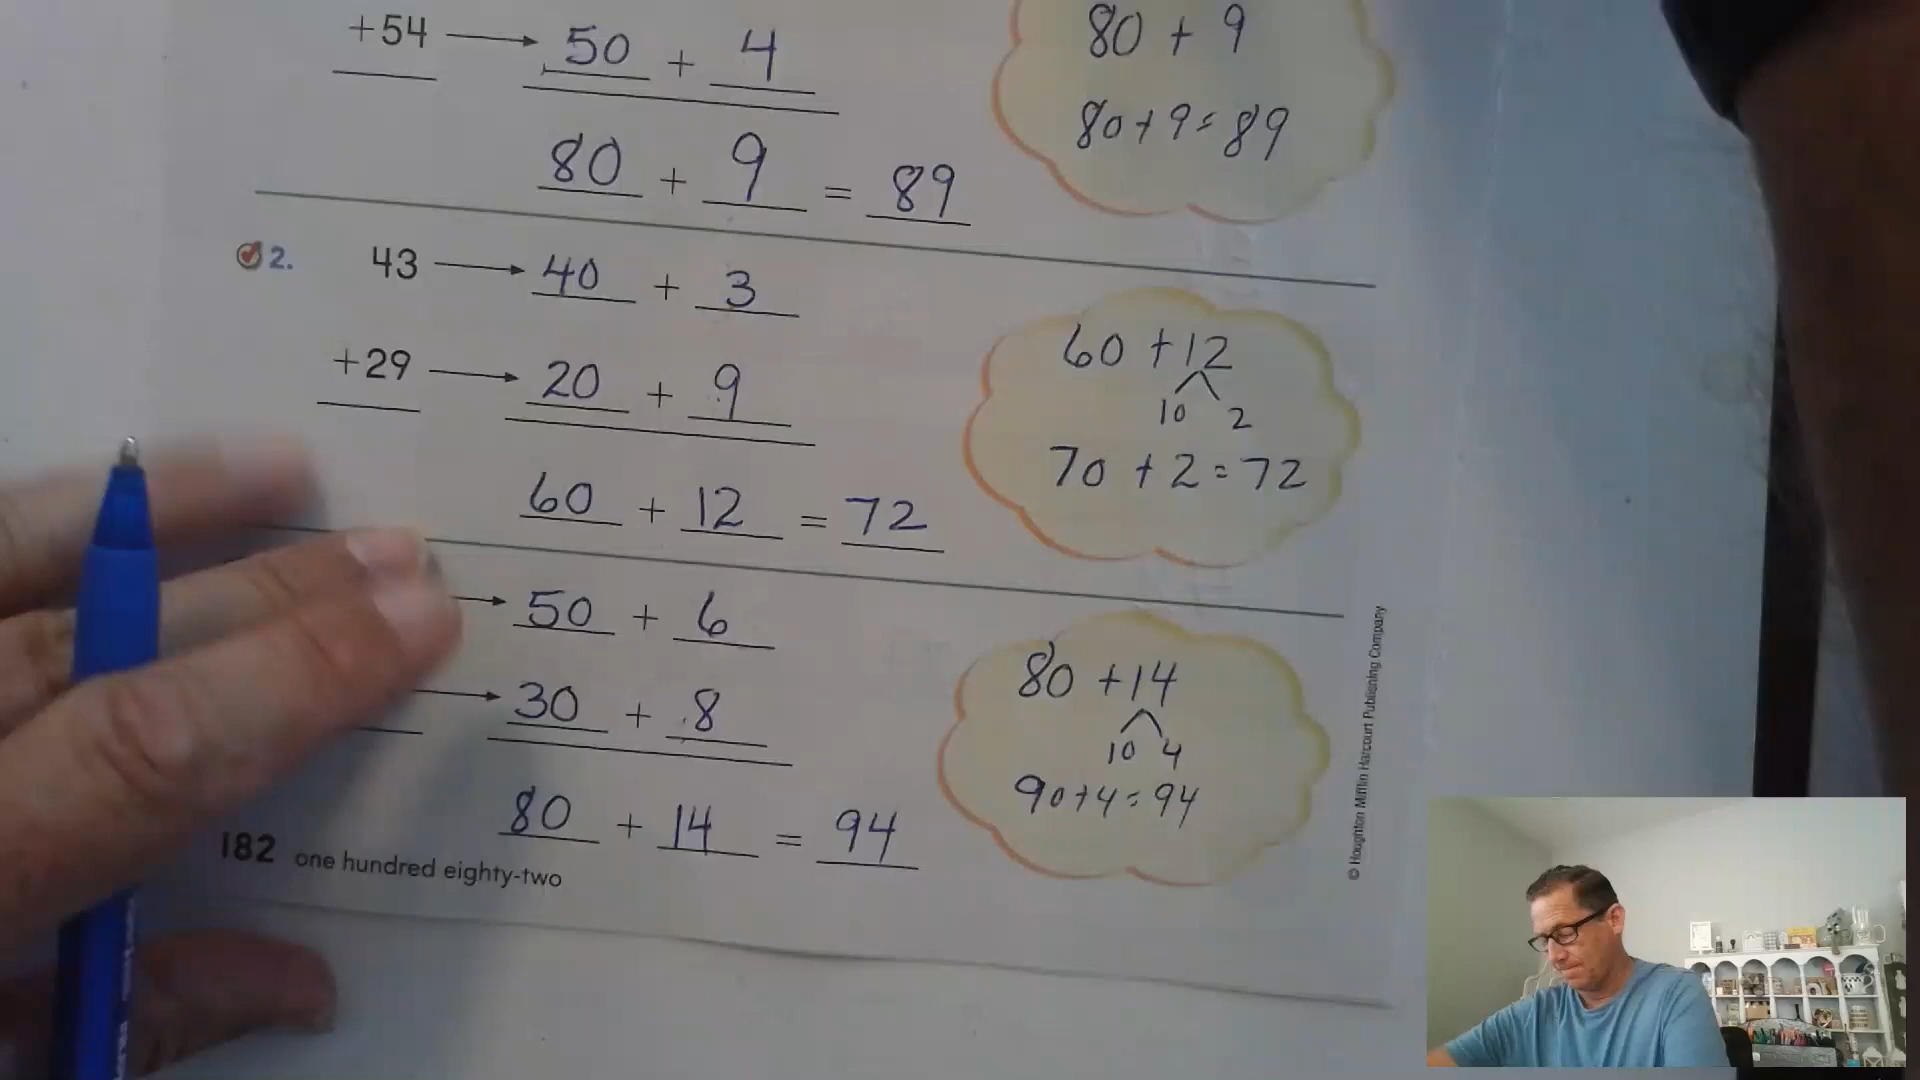 +54 → 50 + 4
80 + 9 = 89
80 + 9
80+9=89
2. 43 → 40 + 3
+29 → 20 + 9
60 + 12 = 72
60 + 12
10 2
70 + 2 = 72
→ 50 + 6
→ 30 + 8
80 + 14 = 94
80 + 14
10 4
90+4=94
182 one hundred eighty-two
© Houghton Mifflin Harcourt Publishing Company